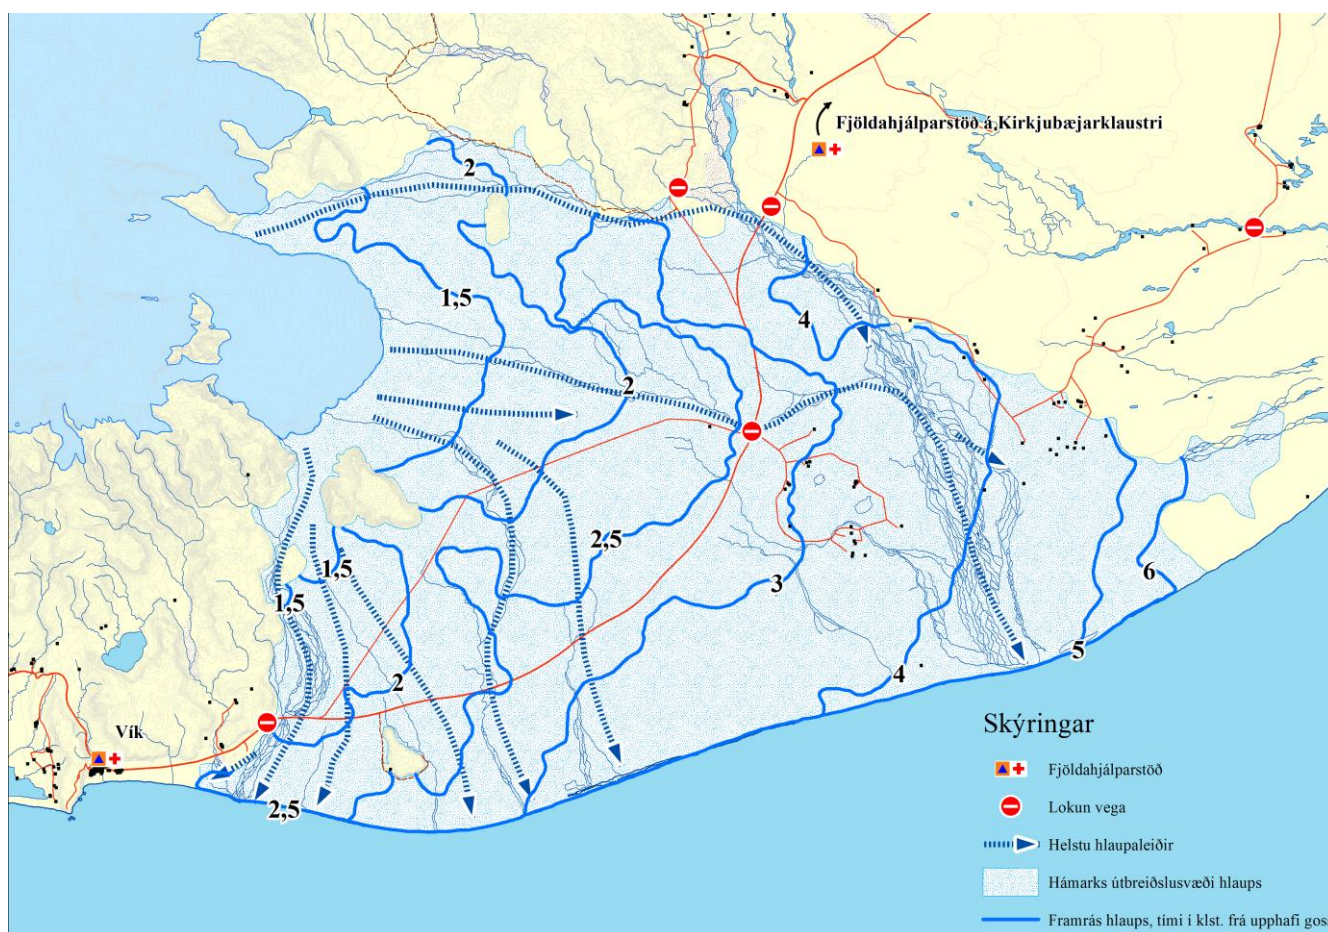 Fjöldahjálparstöð á Kirkjubæjarklaustri
2
1,5
4
2
2,5
1,5
3
6
1,5
5
4
2
Vík
2,5
Skýringar
Fjöldahjálparstöð
Lokun vega
Helstu hlaupaleiðir
Hámarks útbreiðslusvæði hlaups
Framrás hlaups, tími í klst. frá upphafi goss